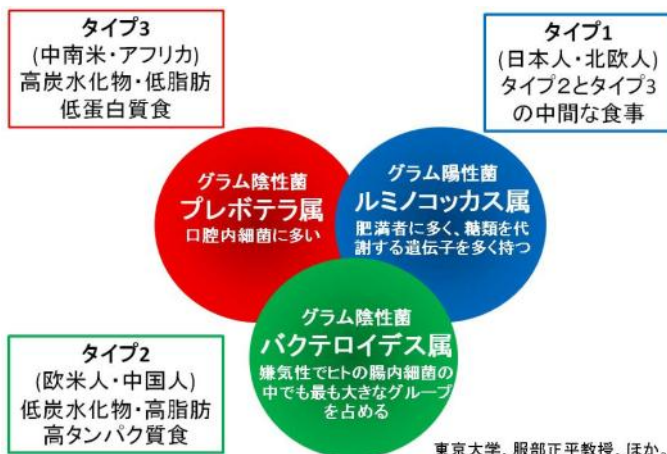 タイプ3
(中南米・アフリカ)
高炭水化物・低脂肪
低蛋白質食
タイプ1
(日本人・北欧人)
タイプ2とタイプ3
の中間な食事
グラム陰性菌
プレボテラ属
口腔内細菌に多い
グラム陽性菌
ルミノコッカス属
肥満者に多く、糖類を代
謝する遺伝子を多く持つ
グラム陰性菌
バクテロイデス属
嫌気性でヒトの腸内細菌の
中でも最も大きなグループ
を占める
タイプ2
(欧米人・中国人)
低炭水化物・高脂肪
高タンパク質食
東京大学, 服部正平教授, ほか.